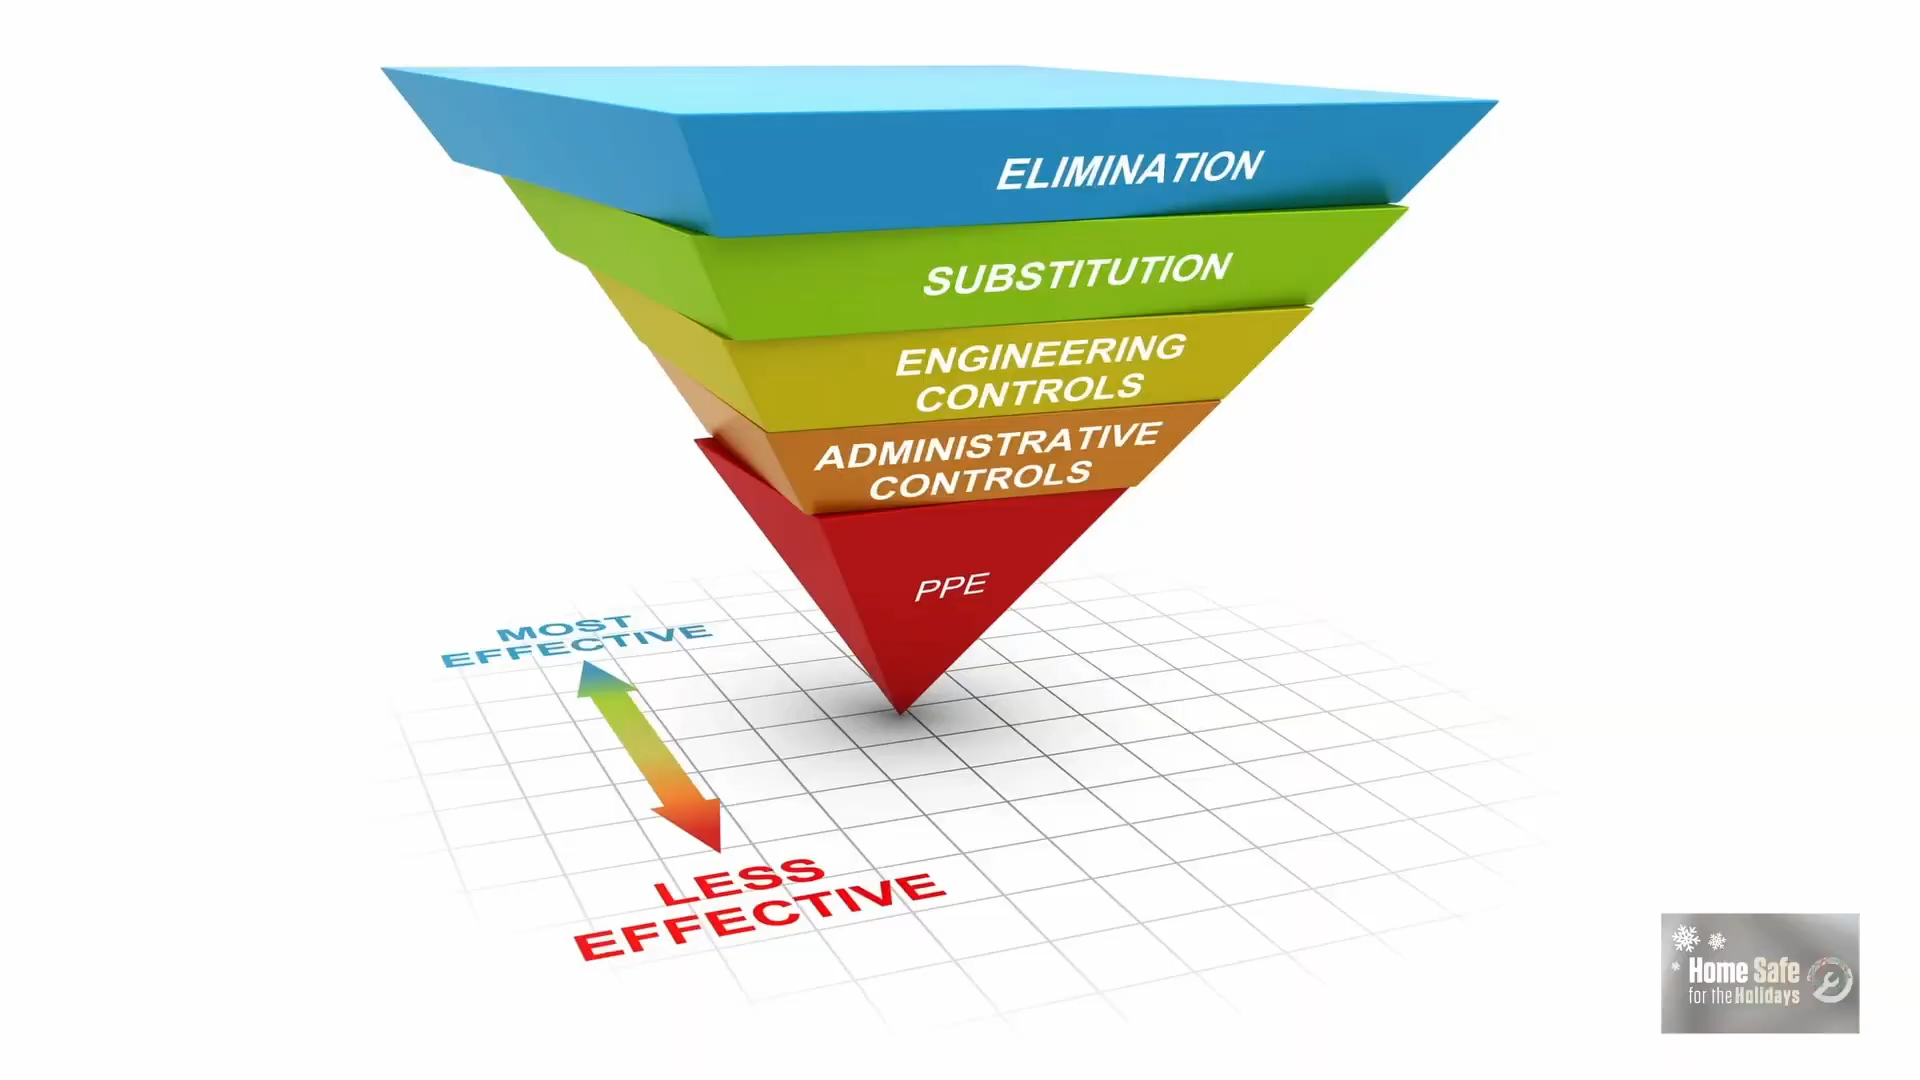 ELIMINATION
SUBSTITUTION
ENGINEERING
CONTROLS
ADMINISTRATIVE
CONTROLS
PPE
MOST
EFFECTIVE
LESS
EFFECTIVE
Home Safe
for the Holidays